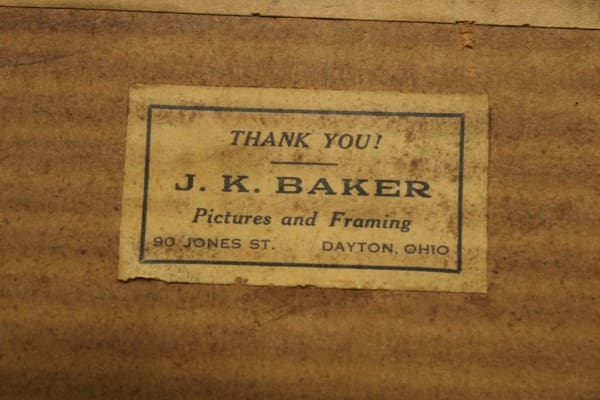 THANK YOU!
J. K. BAKER
Pictures and Framing
90 JONES ST. DAYTON, OHIO